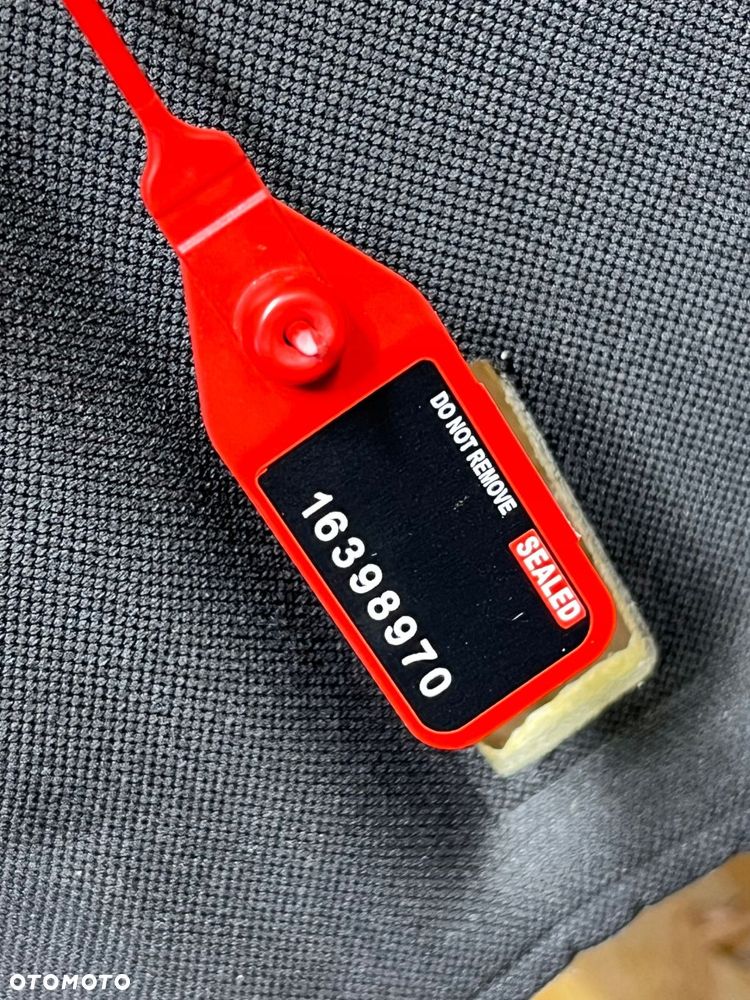 DO NOT REMOVE
SEALED
16398970
OTOMOTO